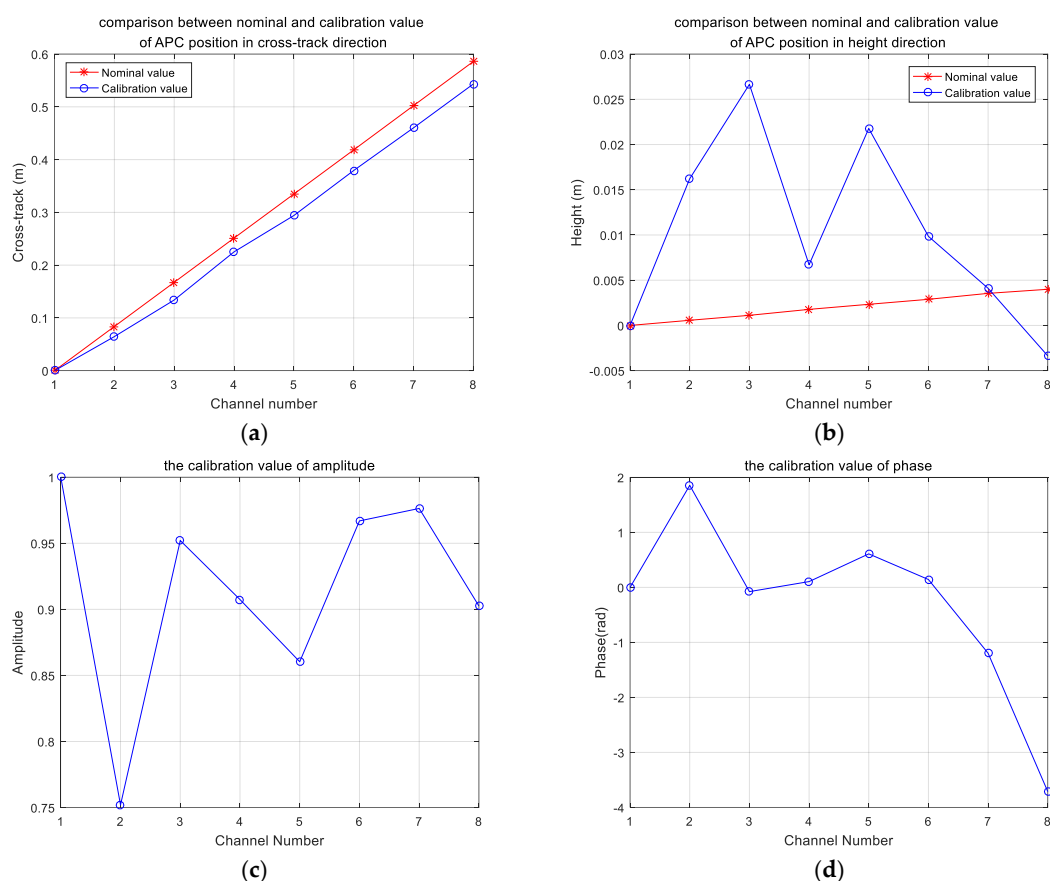 comparison between nominal and calibration value
of APC position in cross-track direction
0.6
0.5
0.4
0.3
0.2
0.1
0
Cross-track (m)
Nominal value
Calibration value
1 2 3 4 5 6 7 8
Channel number
(a)
comparison between nominal and calibration value
of APC position in height direction
0.03
0.025
0.02
0.015
0.01
0.005
0
-0.005
Height (m)
Nominal value
Calibration value
1 2 3 4 5 6 7 8
Channel number
(b)
the calibration value of amplitude
1
0.95
0.9
0.85
0.8
0.75
Amplitude
1 2 3 4 5 6 7 8
Channel Number
(c)
the calibration value of phase
2
1
0
-1
-2
-3
-4
Phase(rad)
1 2 3 4 5 6 7 8
Channel Number
(d)